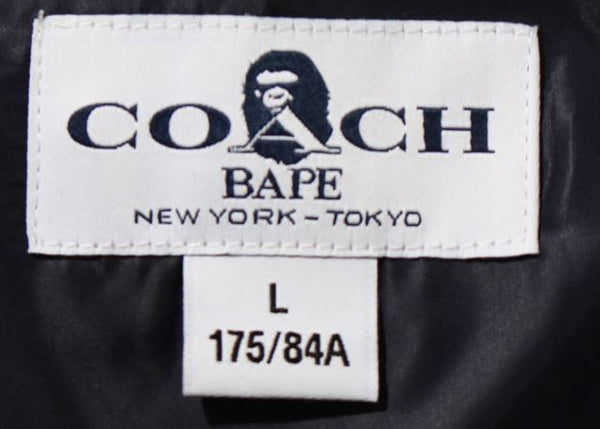 COACH
BAPE
NEW YORK – TOKYO
L
175/84A